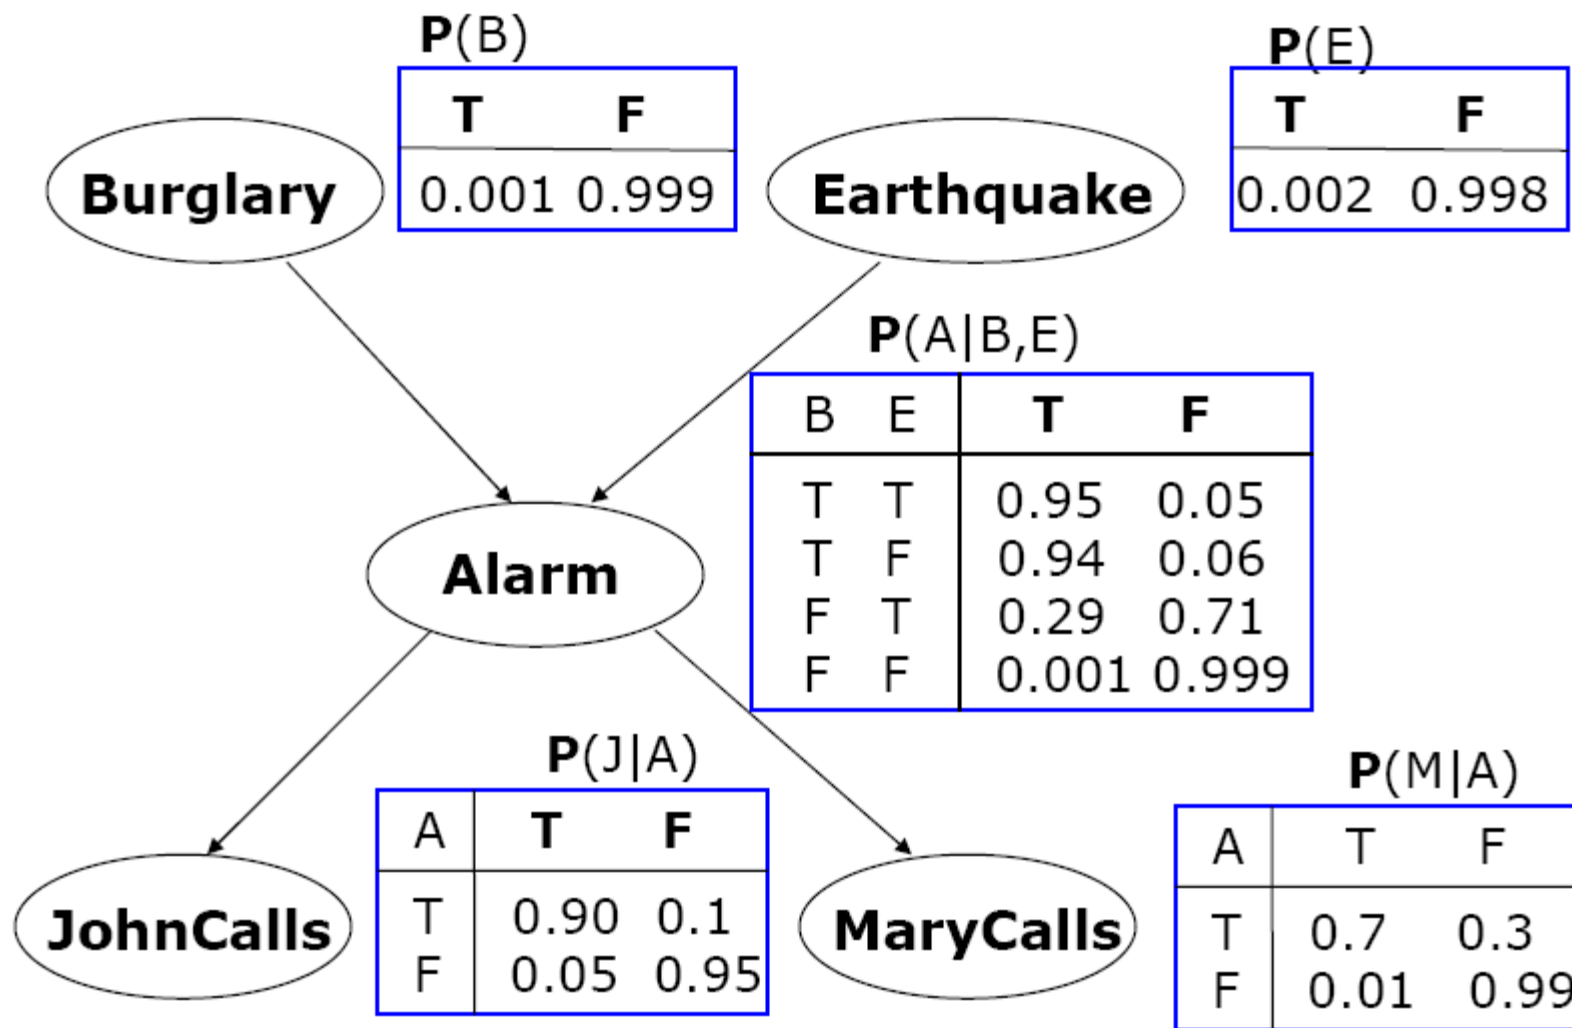 P(B)
T F
0.001 0.999
P(E)
T F
0.002 0.998
Burglary
Earthquake
P(A|B,E)
B E T F
T T 0.95 0.05
T F 0.94 0.06
F T 0.29 0.71
F F 0.001 0.999
Alarm
P(J|A)
A T F
T 0.90 0.1
F 0.05 0.95
P(M|A)
A T F
T 0.7 0.3
F 0.01 0.99
JohnCalls
MaryCalls